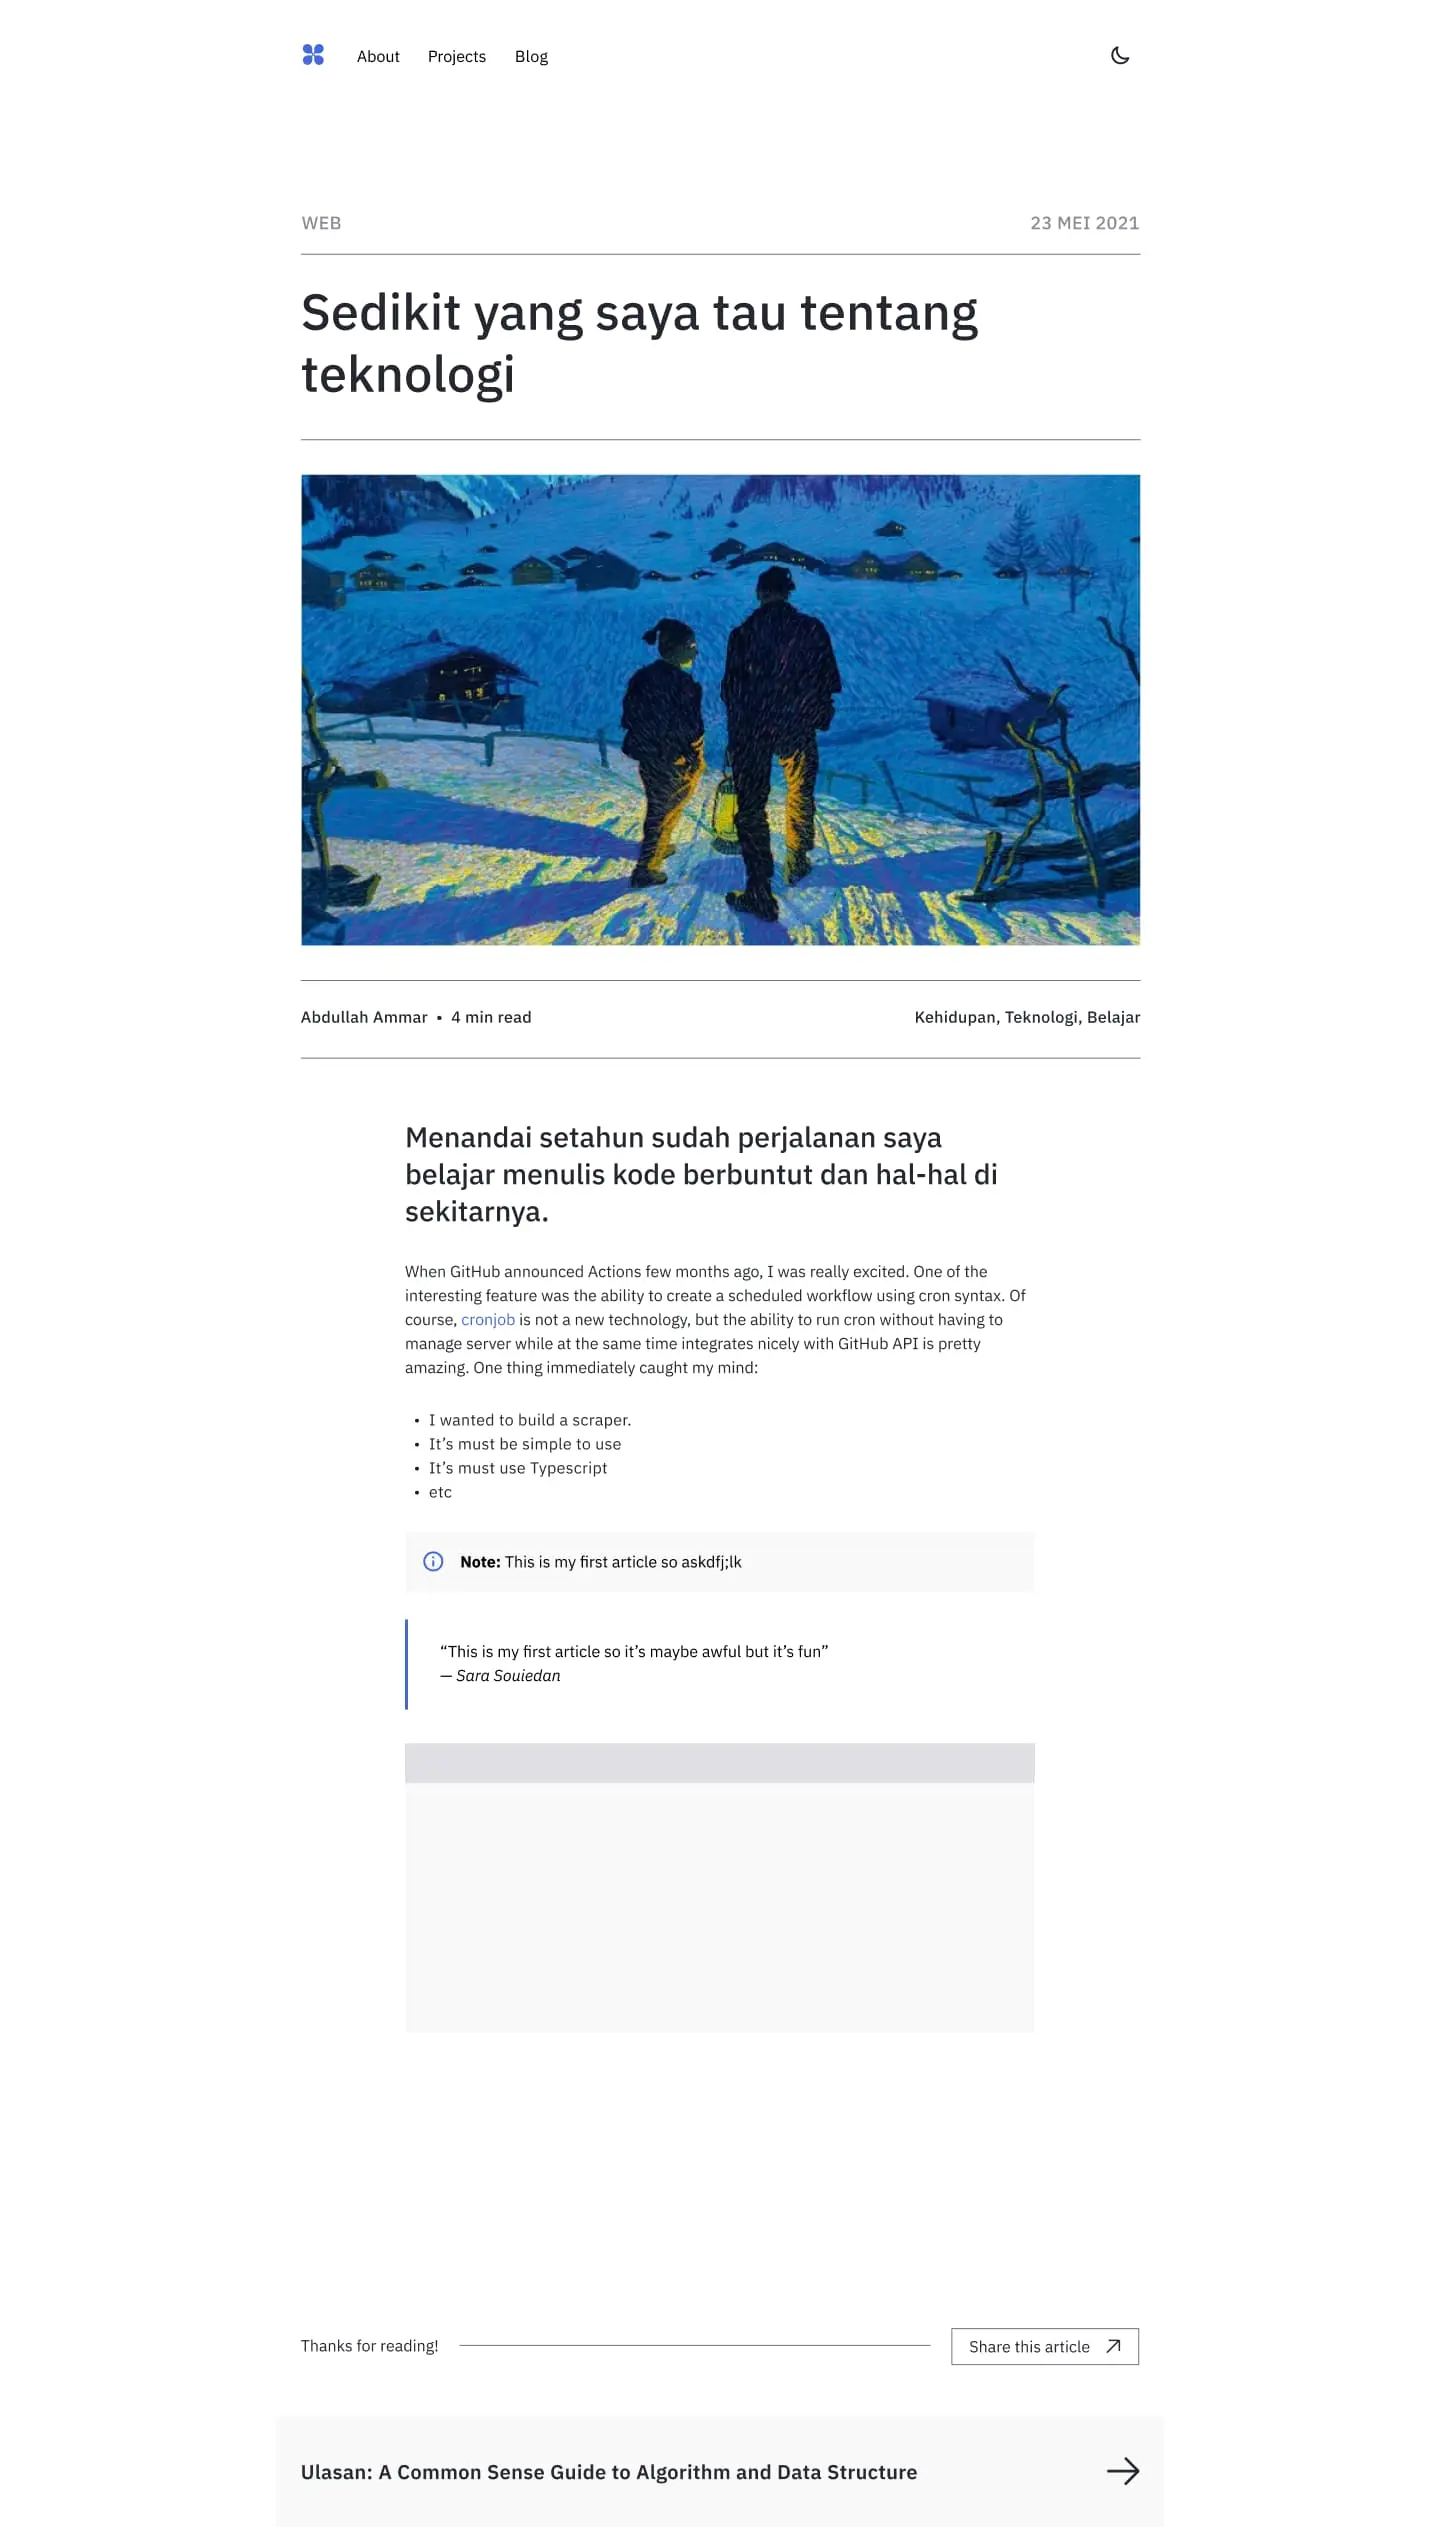 About Projects Blog
WEB 23 MEI 2021
Sedikit yang saya tau tentang
teknologi
Abdullah Ammar • 4 min read Kehidupan, Teknologi, Belajar
Menandai setahun sudah perjalanan saya
belajar menulis kode berbuntut dan hal-hal di
sekitarnya.
When GitHub announced Actions few months ago, I was really excited. One of the
interesting feature was the ability to create a scheduled workflow using cron syntax. Of
course, cronjob is not a new technology, but the ability to run cron without having to
manage server while at the same time integrates nicely with GitHub API is pretty
amazing. One thing immediately caught my mind:
• I wanted to build a scraper.
• It’s must be simple to use
• It’s must use Typescript
• etc
Note: This is my first article so askdfj;lk
“This is my first article so it’s maybe awful but it’s fun”
— Sara Souiedan
Thanks for reading! Share this article
Ulasan: A Common Sense Guide to Algorithm and Data Structure